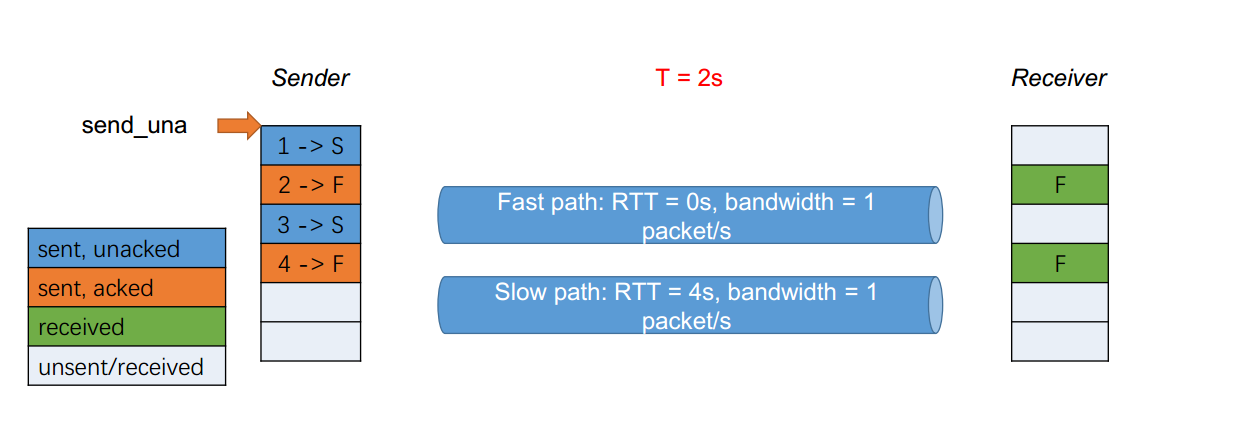 Sender
T = 2s
Receiver
send_una
1 -> S
2 -> F
3 -> S
4 -> F
sent, unacked
sent, acked
received
unsent/received
Fast path: RTT = 0s, bandwidth = 1
packet/s
Slow path: RTT = 4s, bandwidth = 1
packet/s
F
F